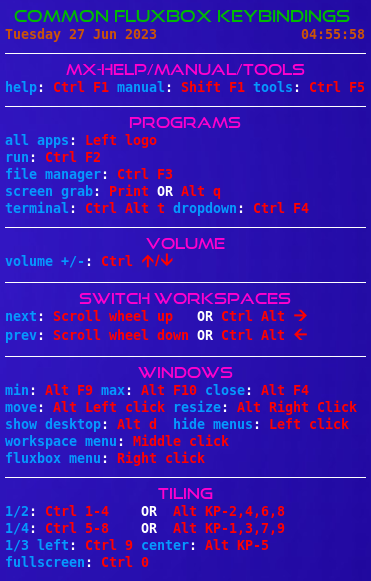 COMMON FLUXBOX KEYBINDINGS
Tuesday 27 Jun 2023 04:55:58
MX-HELP/MANUAL/TOOLS
help: Ctrl F1 manual: Shift F1 tools: Ctrl F5
PROGRAMS
all apps: Left logo
run: Ctrl F2
file manager: Ctrl F3
screen grab: Print OR Alt q
terminal: Ctrl Alt t dropdown: Ctrl F4
VOLUME
volume +/-: Ctrl ↑/↓
SWITCH WORKSPACES
next: Scroll wheel up OR Ctrl Alt →
prev: Scroll wheel down OR Ctrl Alt ←
WINDOWS
min: Alt F9 max: Alt F10 close: Alt F4
move: Alt Left click resize: Alt Right Click
show desktop: Alt d hide menus: Left click
workspace menu: Middle click
fluxbox menu: Right click
TILING
1/2: Ctrl 1-4 OR Alt KP-2,4,6,8
1/4: Ctrl 5-8 OR Alt KP-1,3,7,9
1/3 left: Ctrl 9 center: Alt KP-5
fullscreen: Ctrl 0